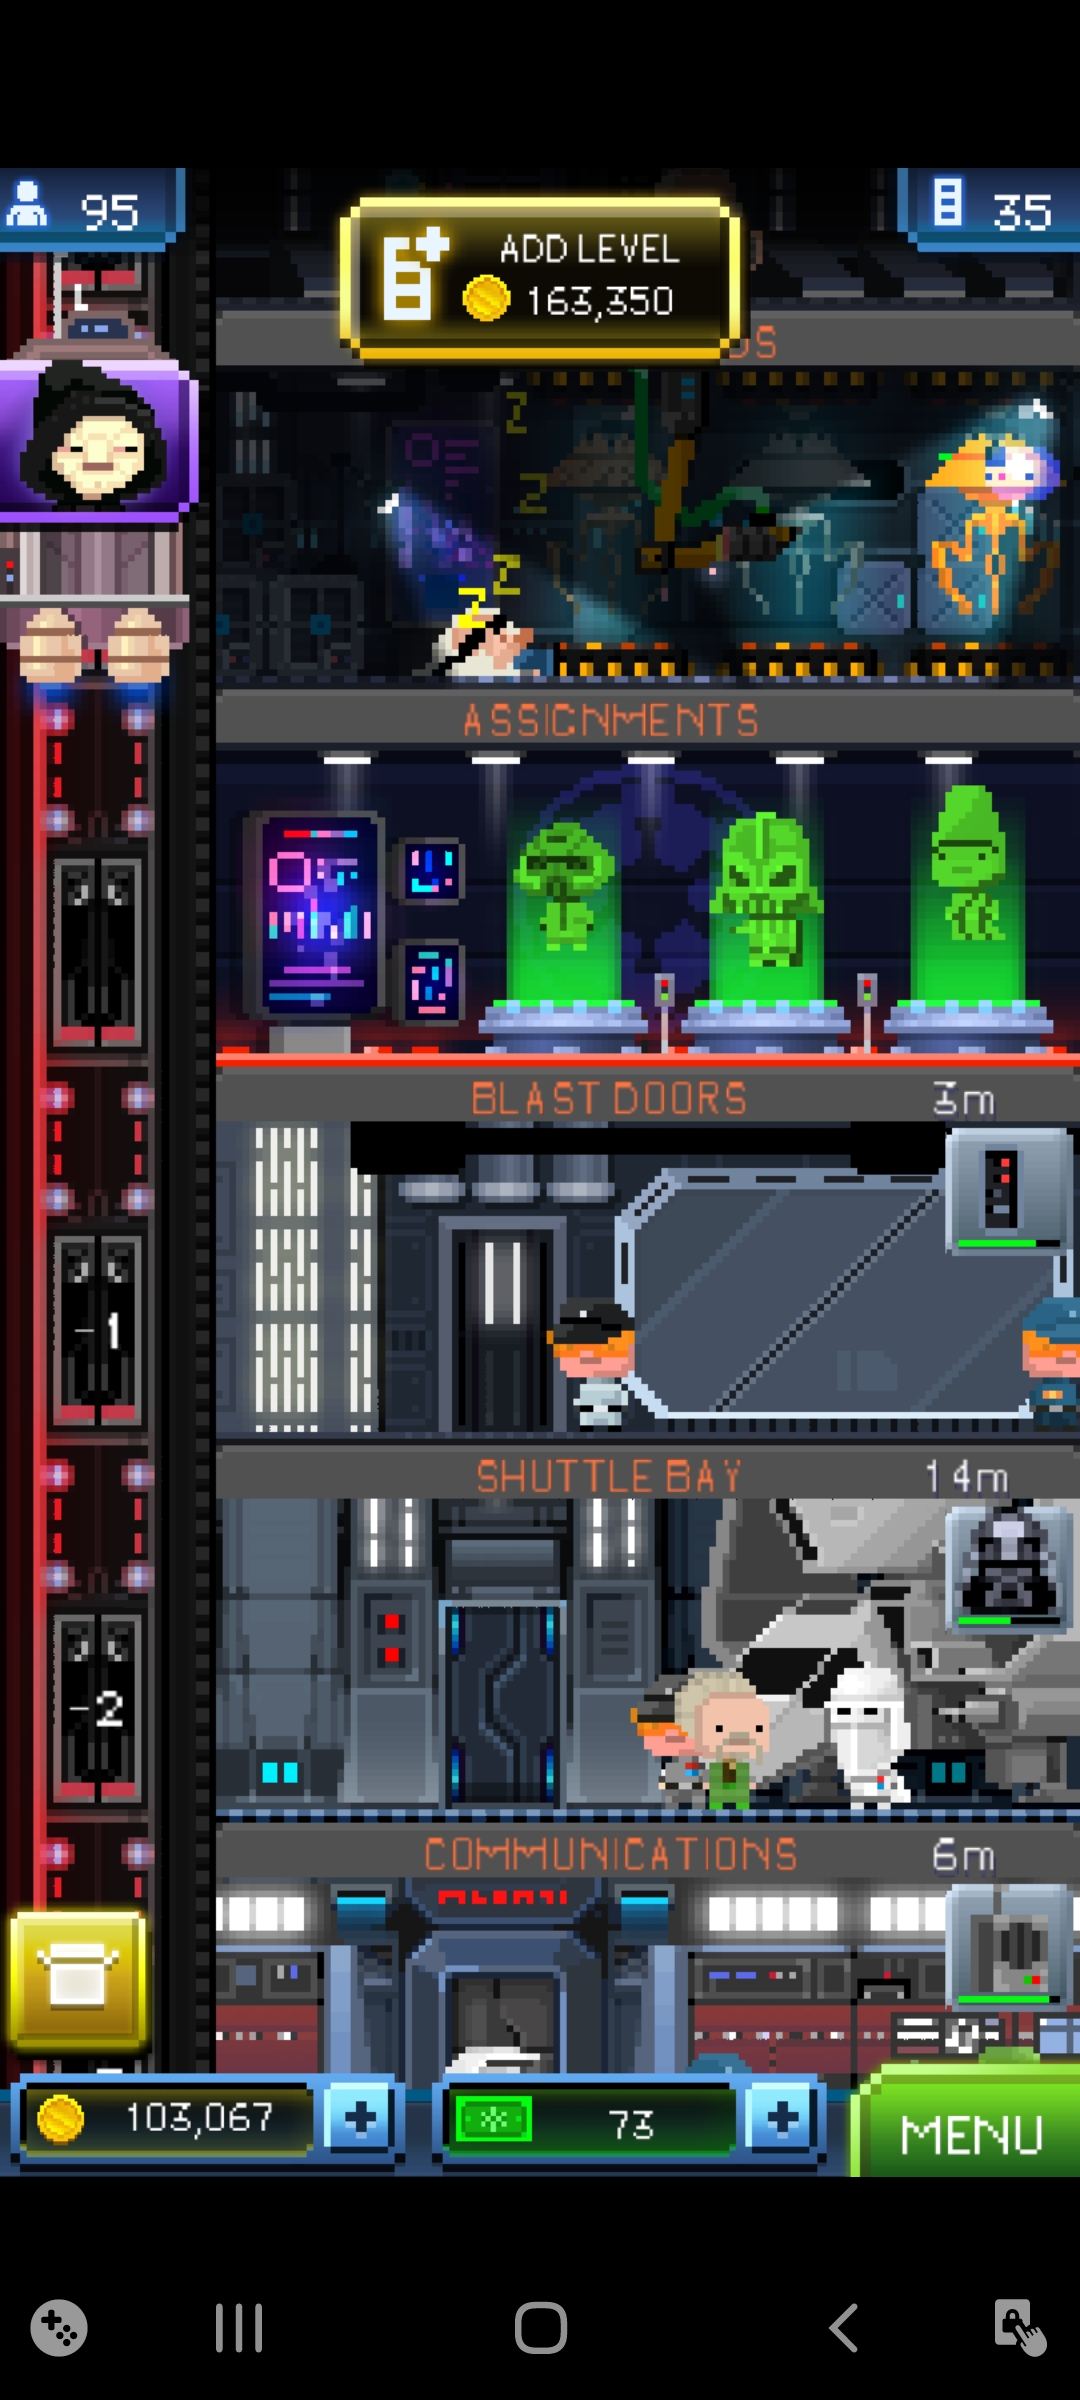 95
ADD LEVEL
163,350
35
L
DS
Z
Z
Z
Z
ASSIGNMENTS
BLAST DOORS 3m
-1
SHUTTLE BAY 14m
-2
COMMUNICATIONS 6m
103,067
73
MENU